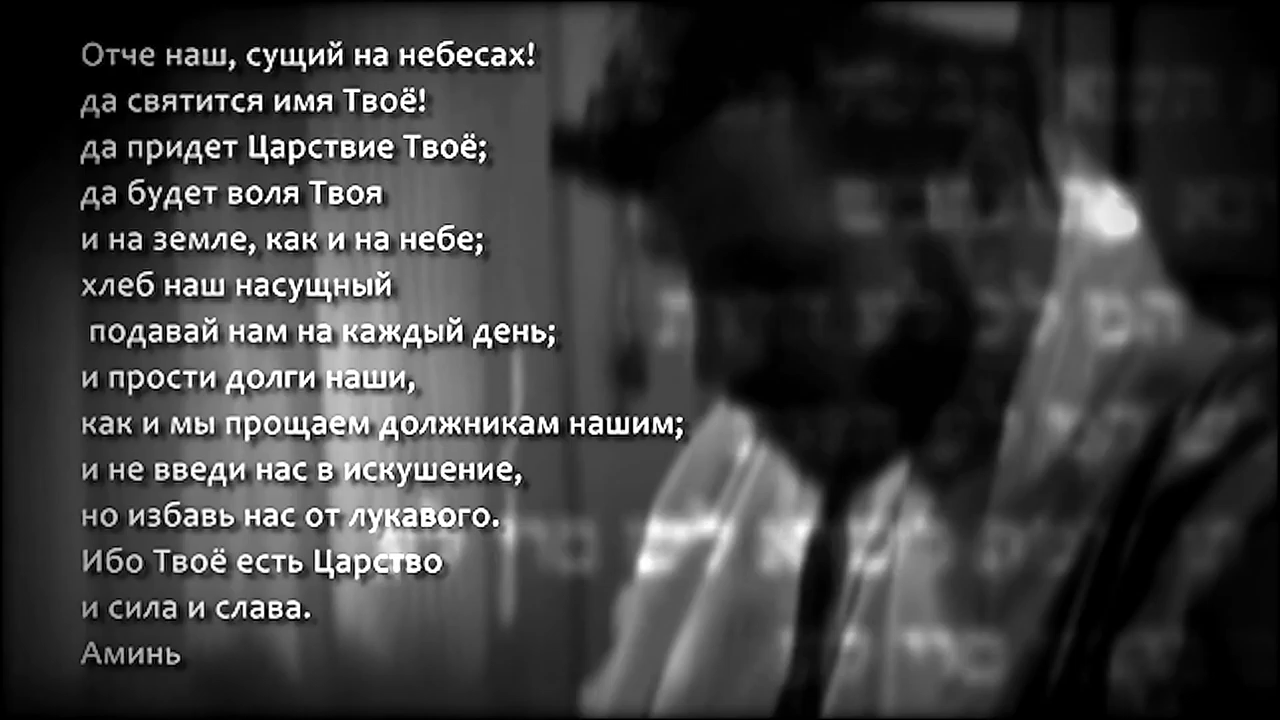 Отче наш, сущий на небесах!
да святится имя Твоё!
да придет Царствие Твоё;
да будет воля Твоя
и на земле, как и на небе;
хлеб наш насущный
подавай нам на каждый день;
и прости долги наши,
как и мы прощаем должникам нашим;
и не введи нас в искушение,
но избавь нас от лукавого.
Ибо Твоё есть Царство
и сила и слава.
Аминь